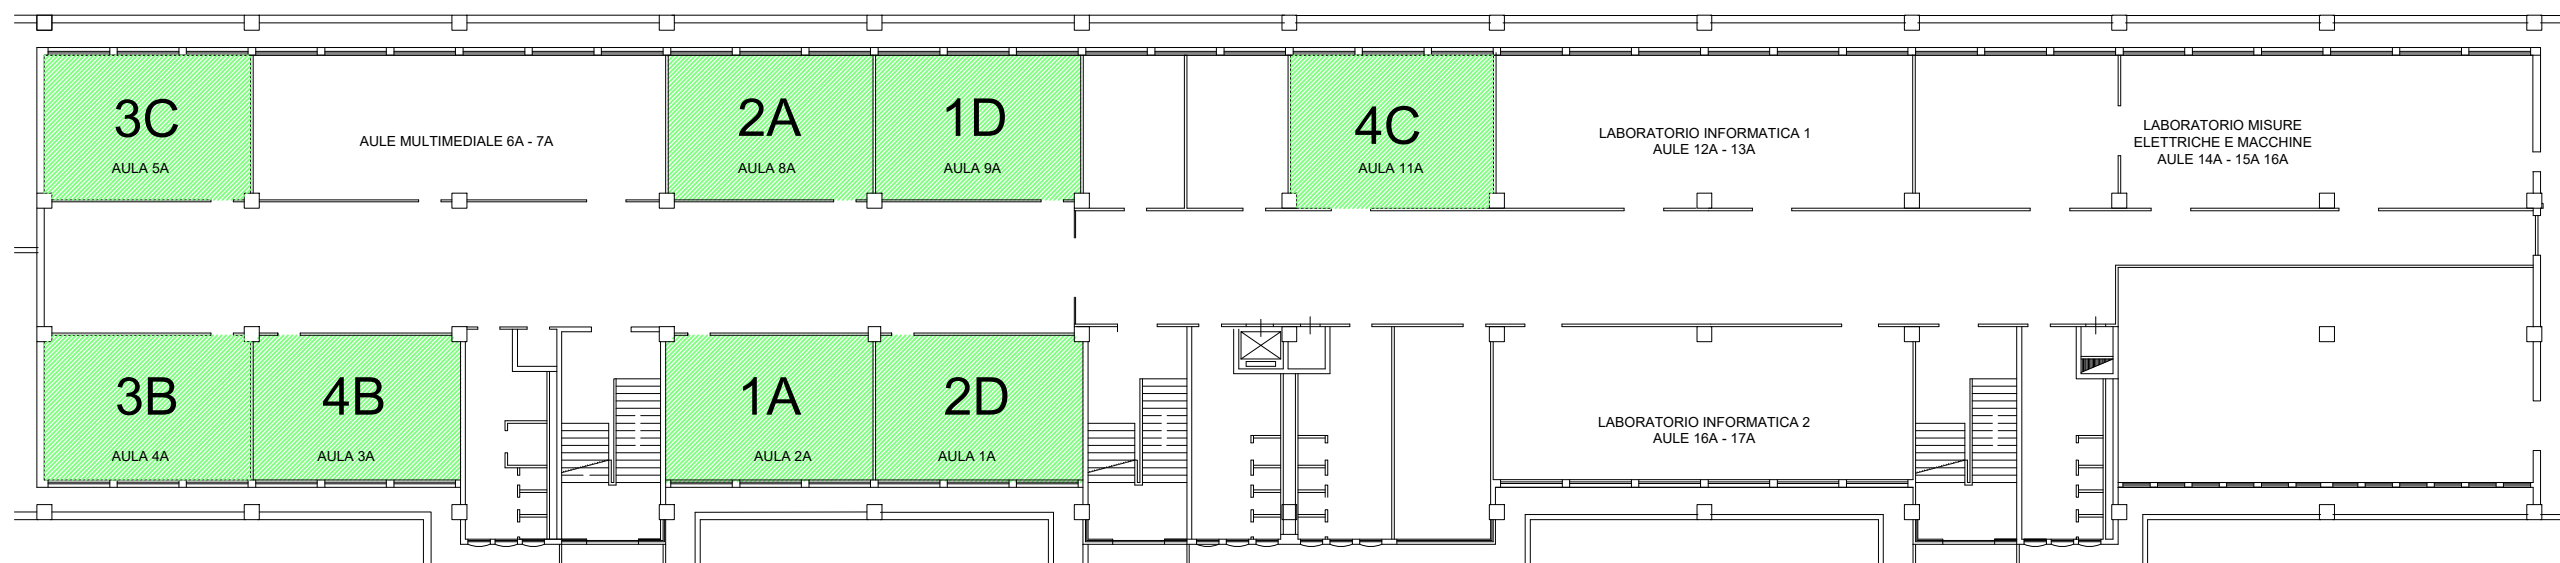 3C
AULA 5A
AULE MULTIMEDIALE 6A - 7A
2A
AULA 8A
1D
AULA 9A
4C
AULA 11A
LABORATORIO INFORMATICA 1
AULE 12A - 13A
LABORATORIO MISURE
ELETTRICHE E MACCHINE
AULE 14A - 15A 16A
3B
AULA 4A
4B
AULA 3A
1A
AULA 2A
2D
AULA 1A
LABORATORIO INFORMATICA 2
AULE 16A - 17A